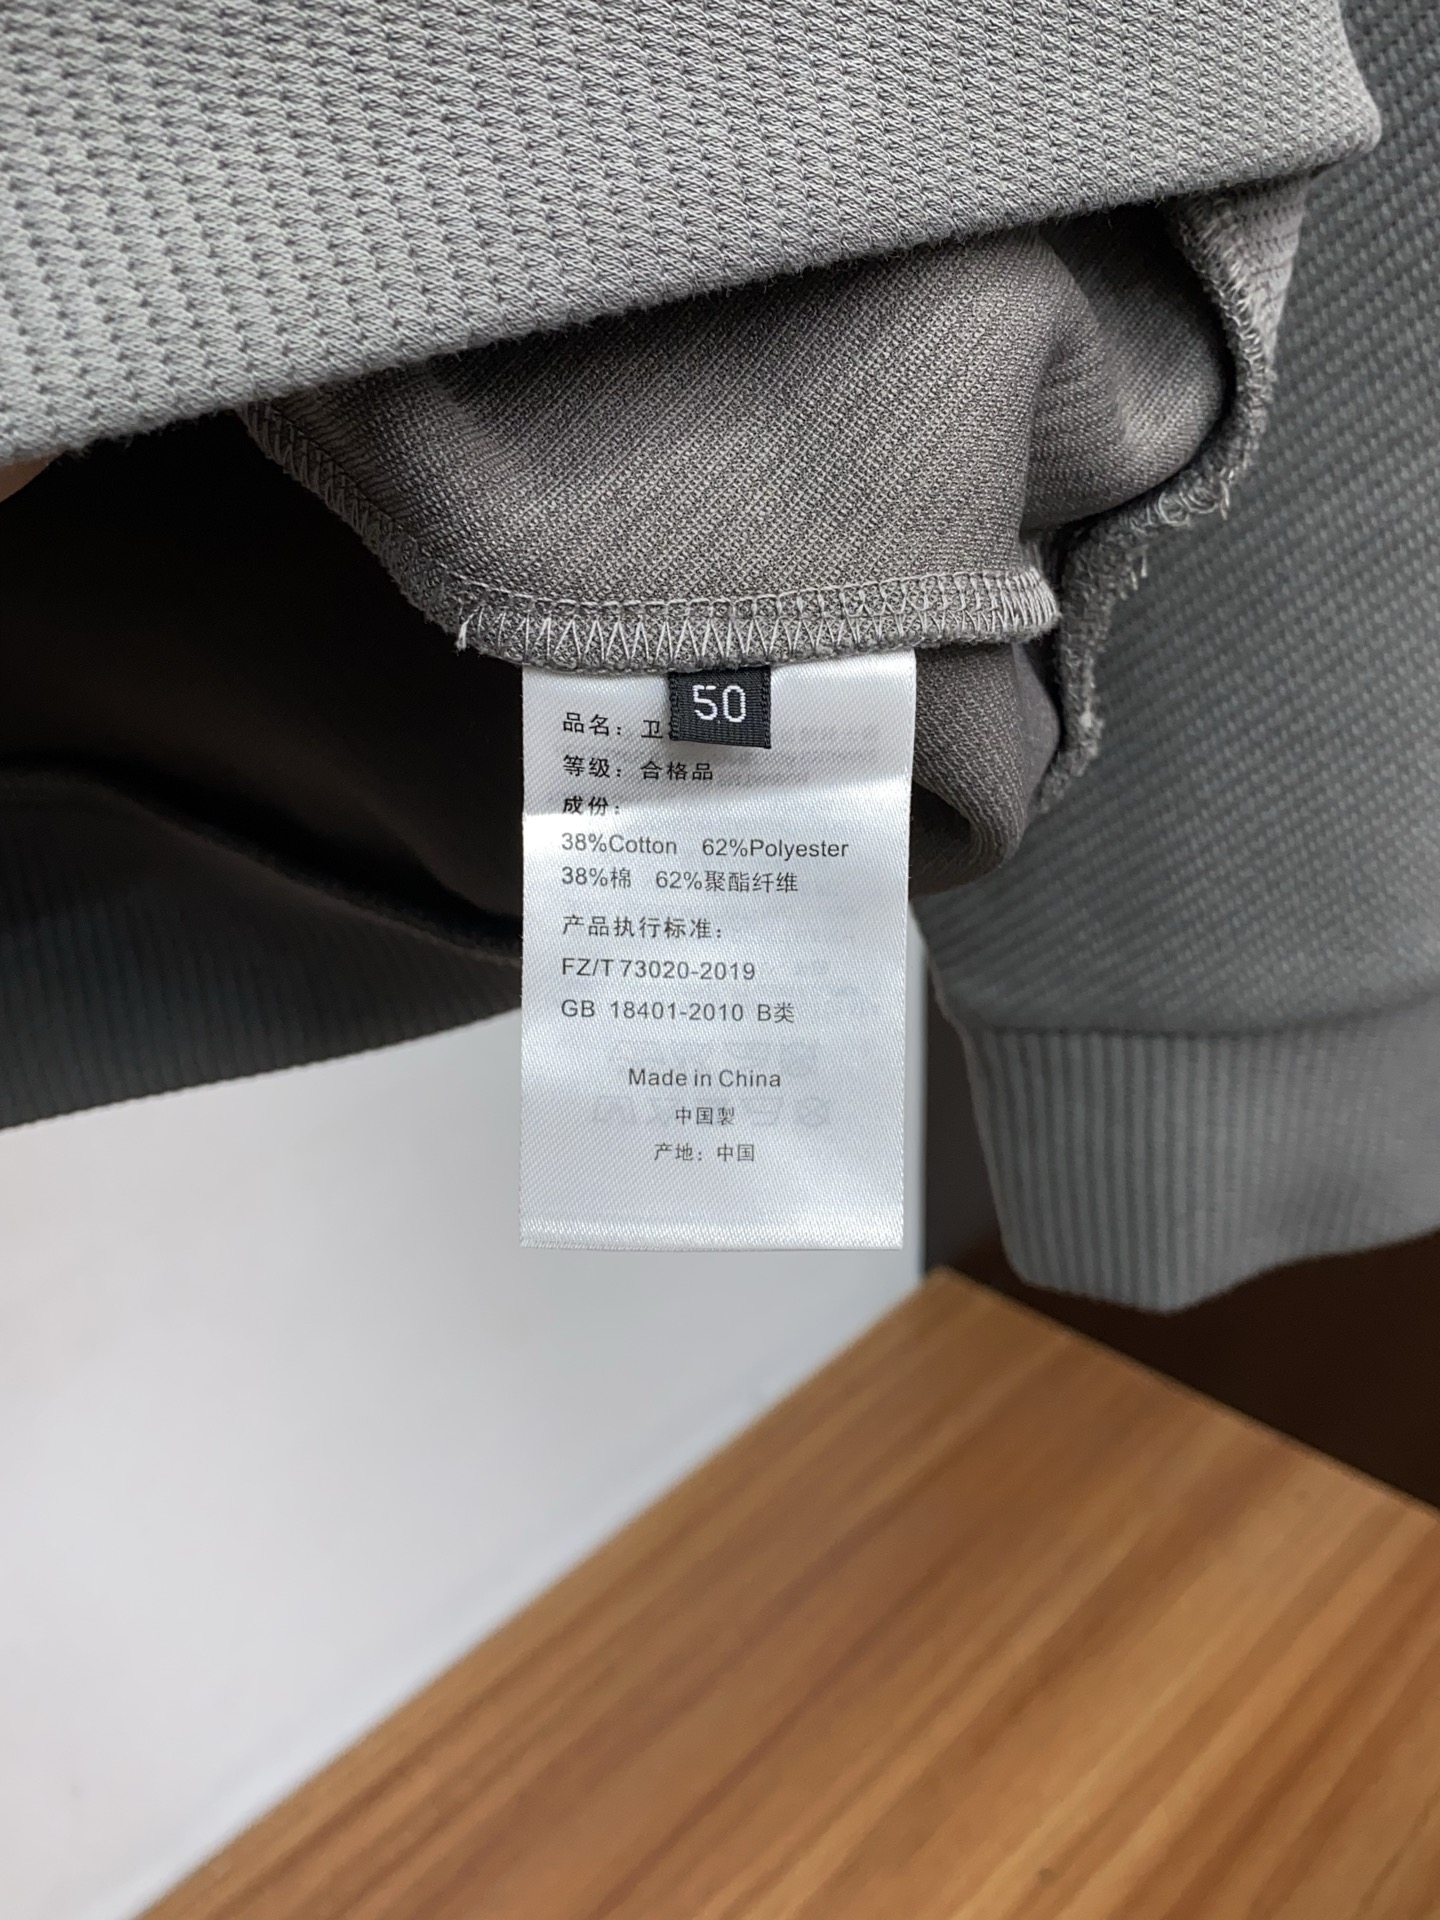 50
品名：卫
等级：合格品
成份：
38%Cotton 62%Polyester
38%棉 62%聚酯纤维
产品执行标准：
FZ/T 73020-2019
GB 18401-2010 B类
Made in China
中国製
产地：中国